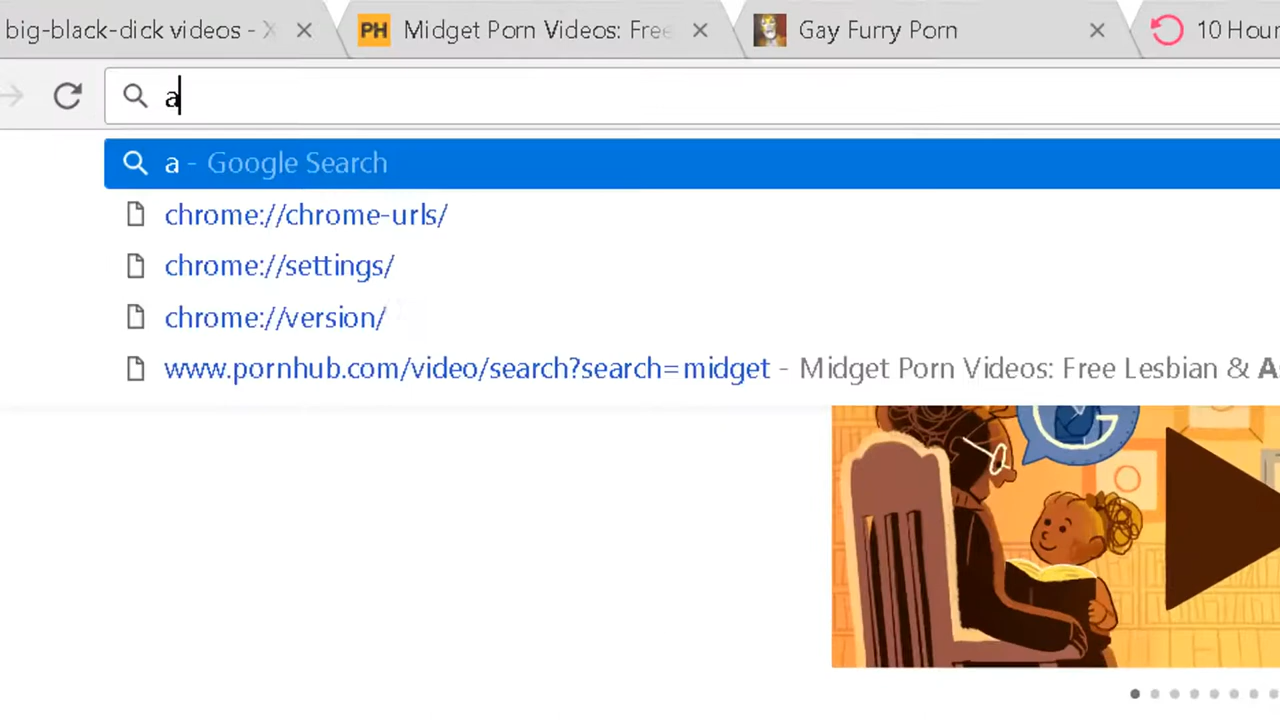 big-black-dick videos - X
PH Midget Porn Videos: Free
Gay Furry Porn
10 Hour
a
a - Google Search
chrome://chrome-urls/
chrome://settings/
chrome://version/
www.pornhub.com/video/search?search=midget - Midget Porn Videos: Free Lesbian & As
G